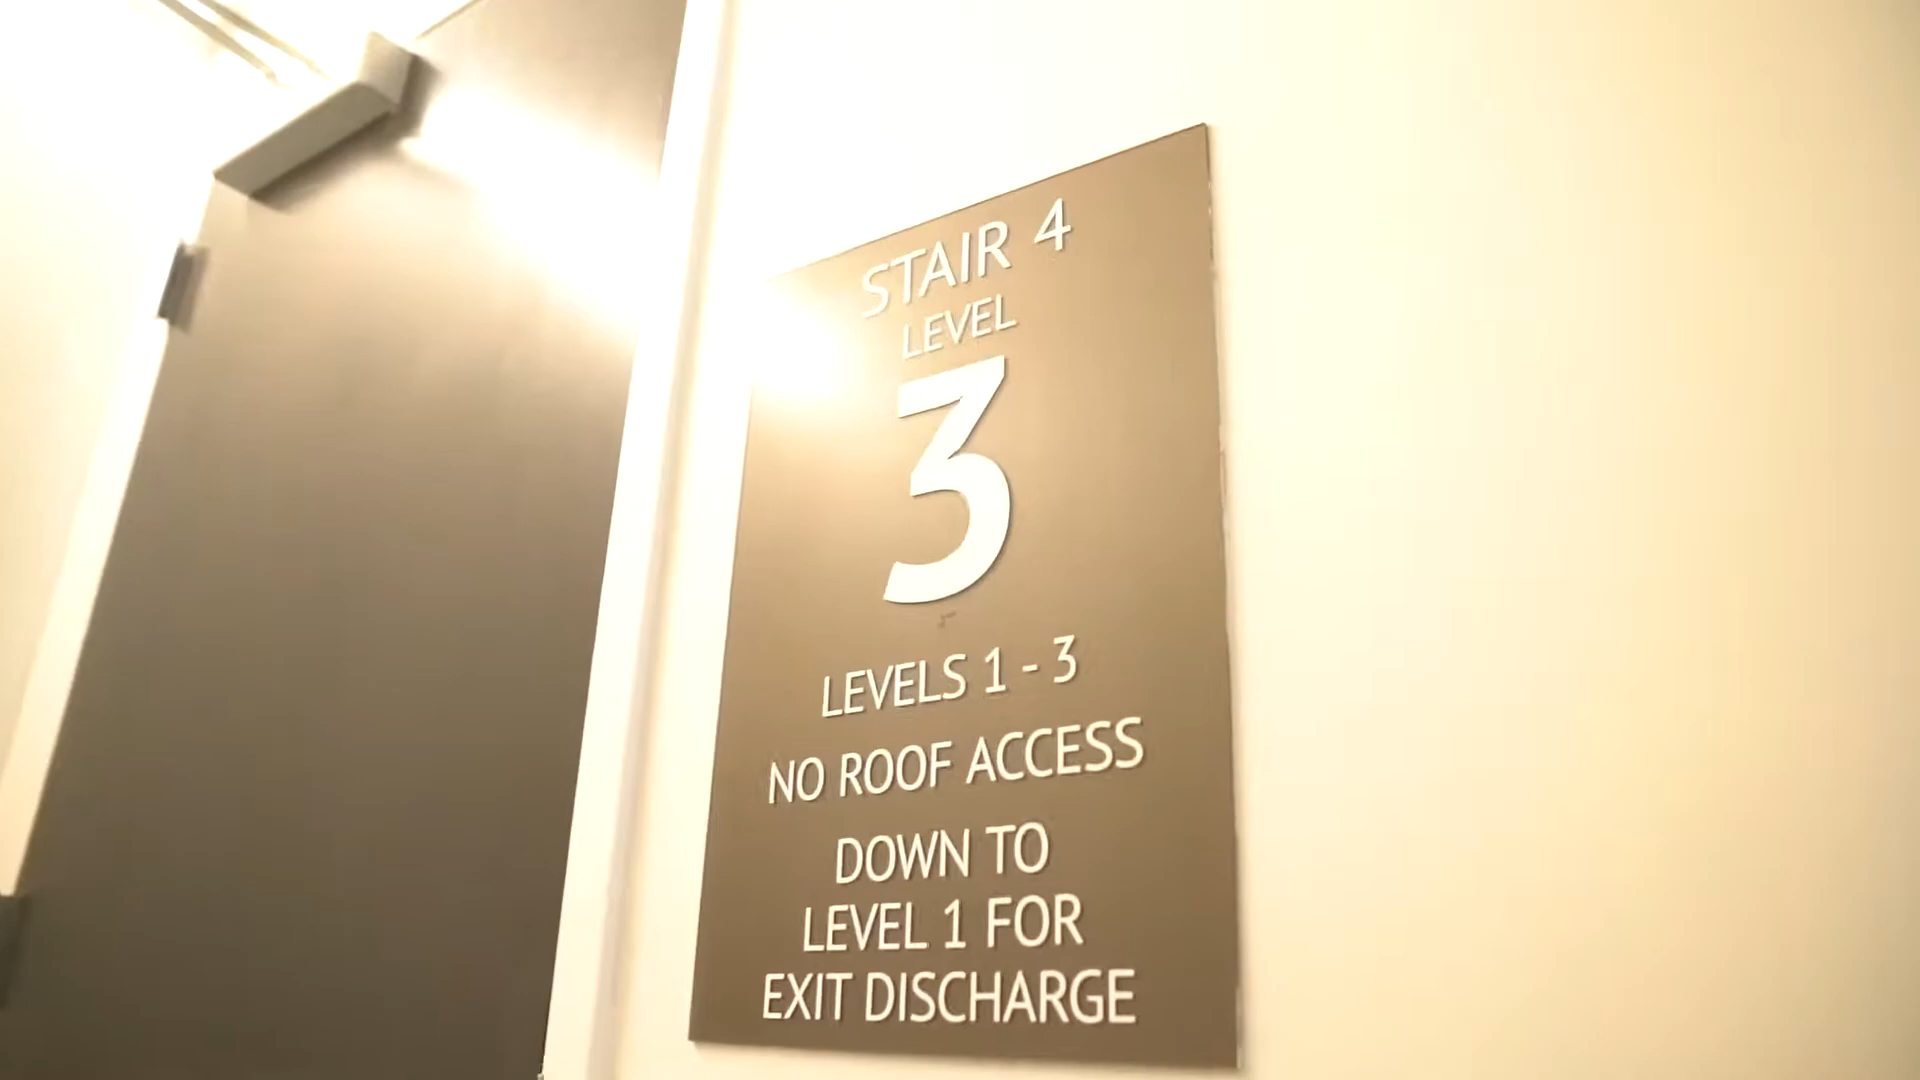 STAIR 4
LEVEL
3
LEVELS 1 - 3
NO ROOF ACCESS
DOWN TO
LEVEL 1 FOR
EXIT DISCHARGE